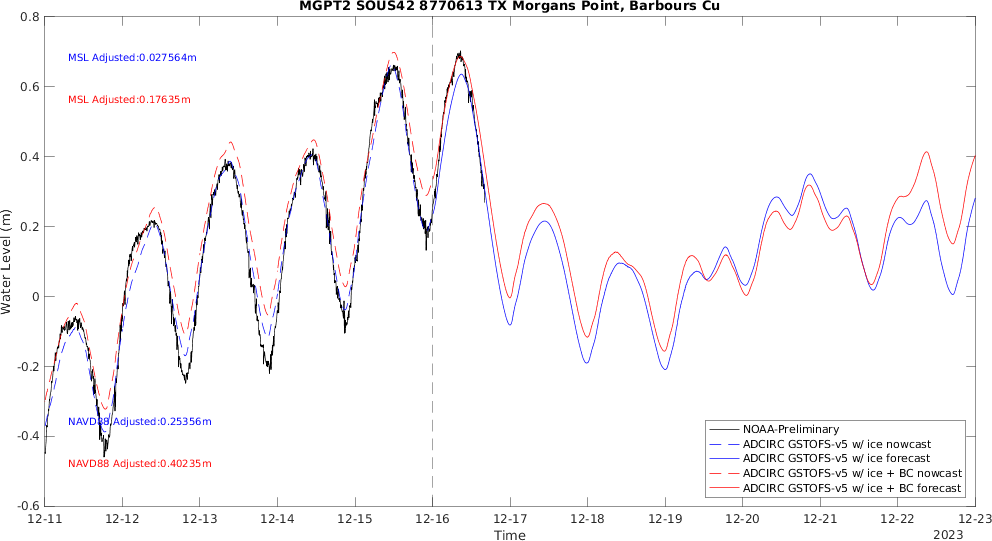 MGPT2 SOUS42 8770613 TX Morgans Point, Barbours Cu
0.8
0.6
0.4
0.2
0
-0.2
-0.4
-0.6
Water Level (m)
MSL Adjusted:0.027564m
MSL Adjusted:0.17635m
NAVD88 Adjusted:0.25356m
NAVD88 Adjusted:0.40235m
NOAA-Preliminary
ADCIRC GSTOFS-v5 w/ ice nowcast
ADCIRC GSTOFS-v5 w/ ice forecast
ADCIRC GSTOFS-v5 w/ ice + BC nowcast
ADCIRC GSTOFS-v5 w/ ice + BC forecast
12-11 12-12 12-13 12-14 12-15 12-16 12-17 12-18 12-19 12-20 12-21 12-22 12-23
Time
2023